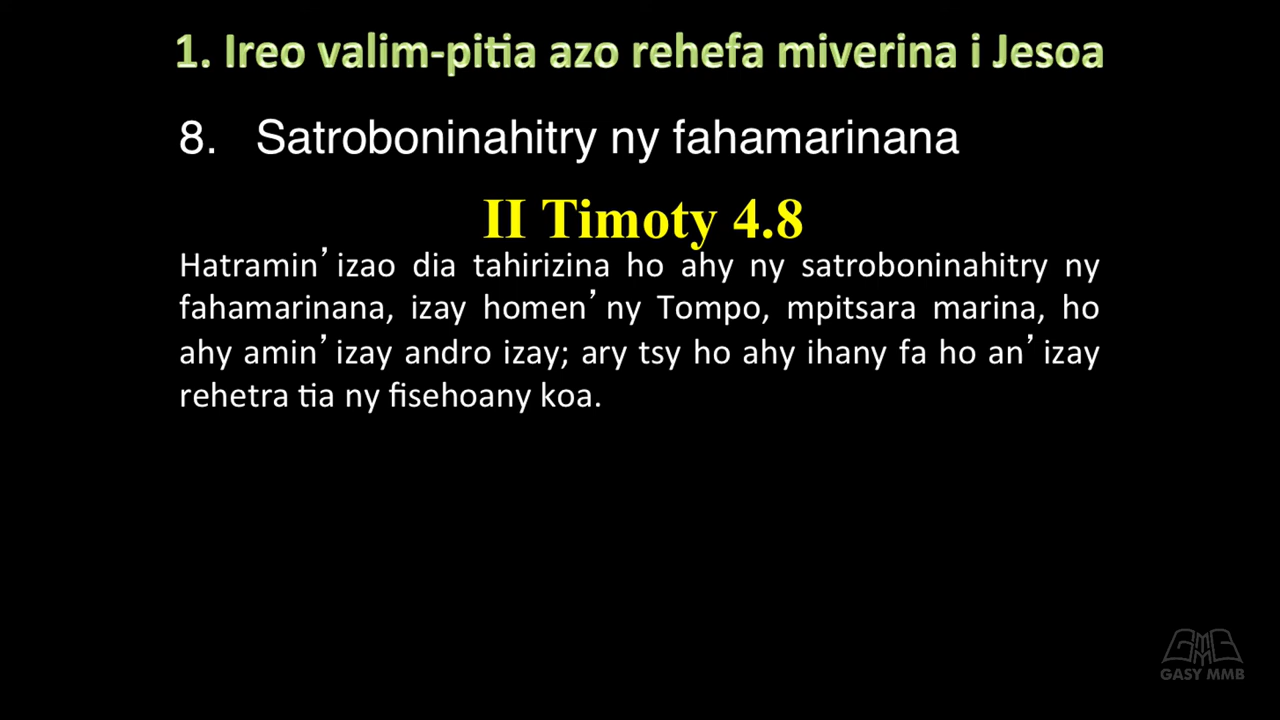 1. Ireo valim-pitia azo rehefa miverina i Jesoa
8. Satroboninahitry ny fahamarinana
II Timoty 4.8
Hatramin’izao dia tahirizina ho ahy ny satroboninahitry ny
fahamarinana, izay homen’ny Tompo, mpitsara marina, ho
ahy amin’izay andro izay; ary tsy ho ahy ihany fa ho an’izay
rehetra tia ny fisehoany koa.
GMMG
GASY MMB